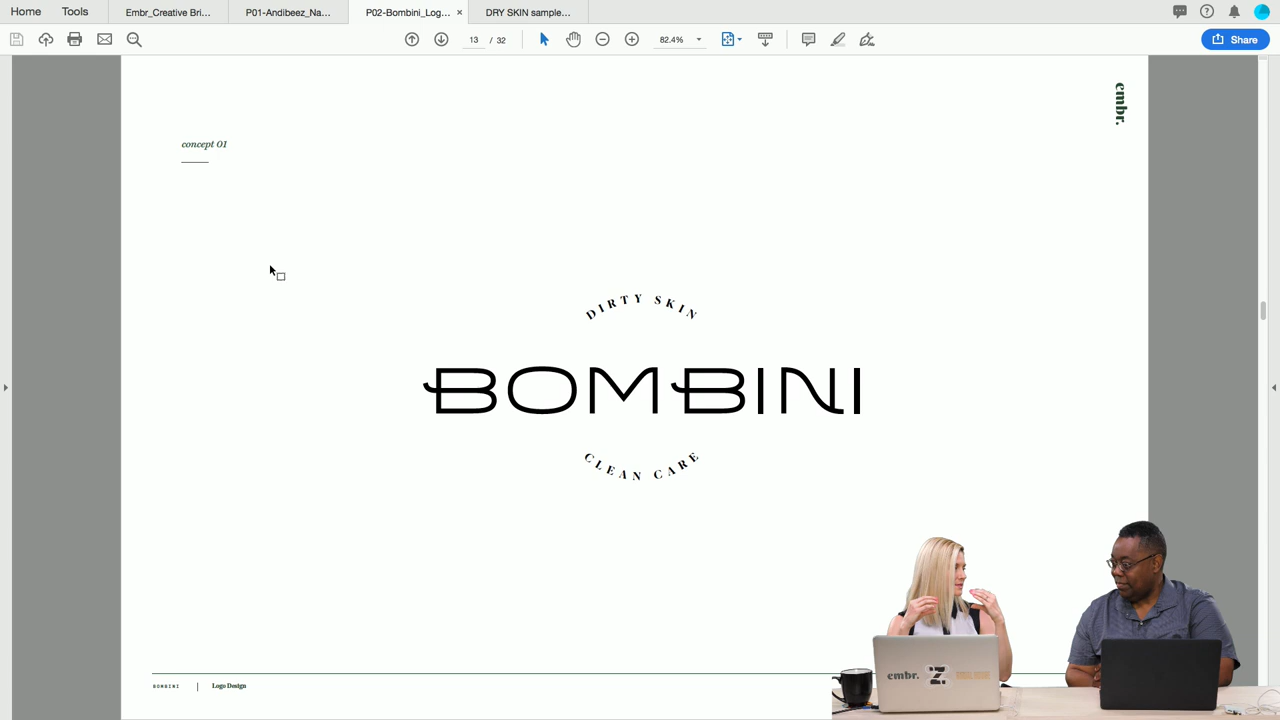 Home
Tools
Embr_Creative Bri...
P01-Andibeez_Na...
P02-Bombini_Log...
×
DRY SKIN sample...
13 / 32
82.4%
Share
embr.
concept 01
DIRTY SKIN
BOMBINI
CLEAN CARE
BOMBINI | Logo Design
embr.
Z